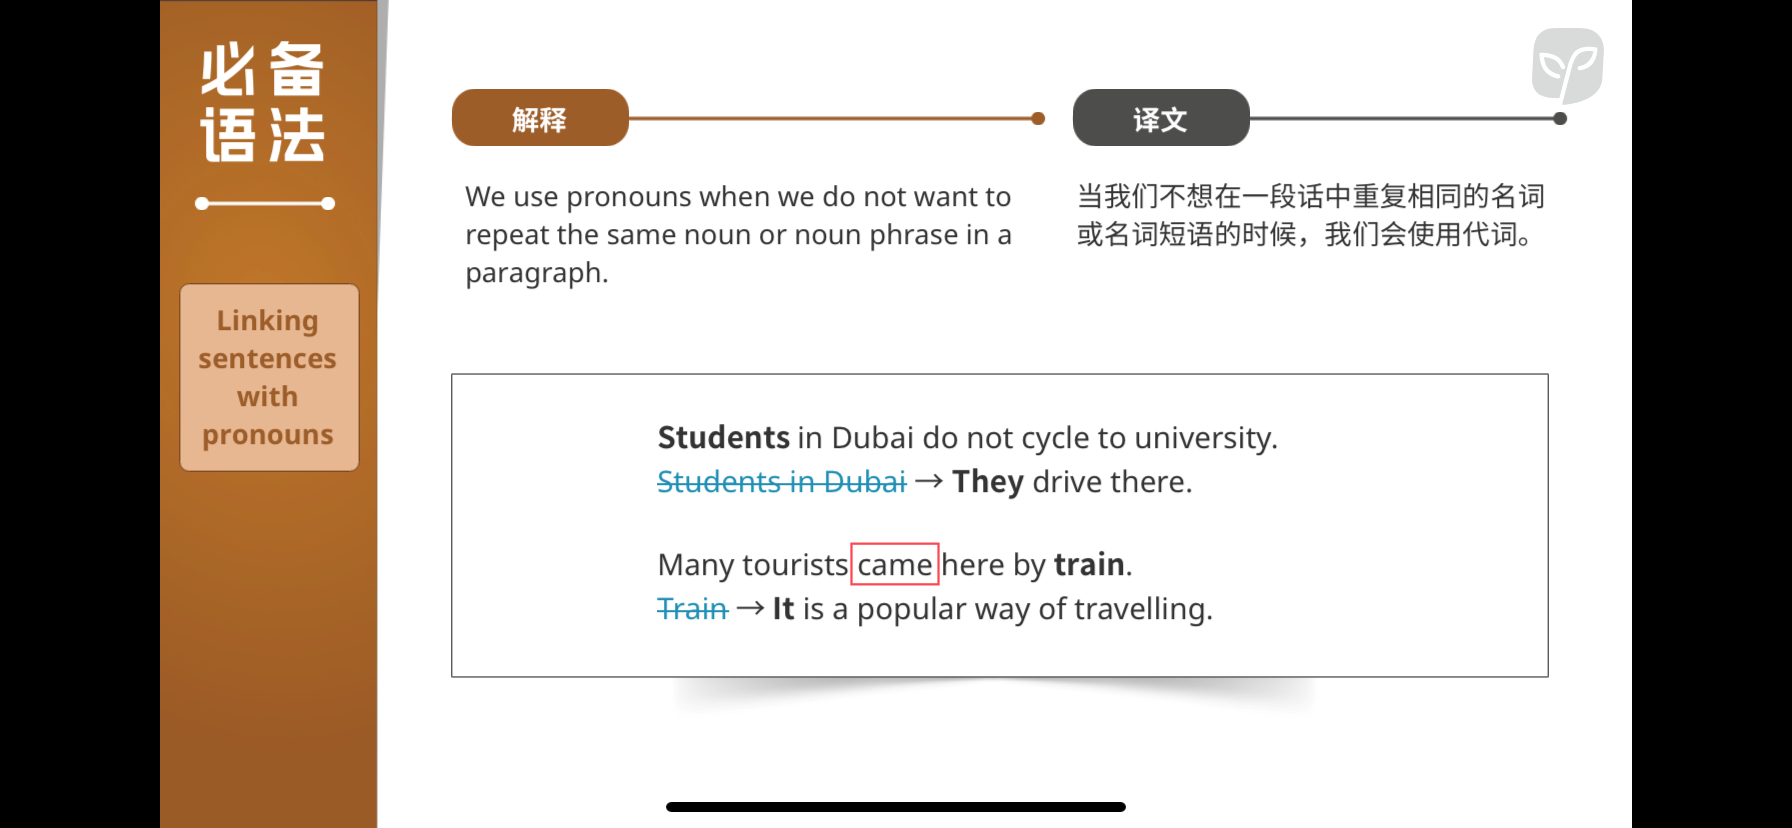 必备
语法
Linking
sentences
with
pronouns
解释
We use pronouns when we do not want to
repeat the same noun or noun phrase in a
paragraph.
译文
当我们不想在一段话中重复相同的名词
或名词短语的时候，我们会使用代词。
Students in Dubai do not cycle to university.
Students in Dubai → They drive there.
Many tourists came here by train.
Train → It is a popular way of travelling.